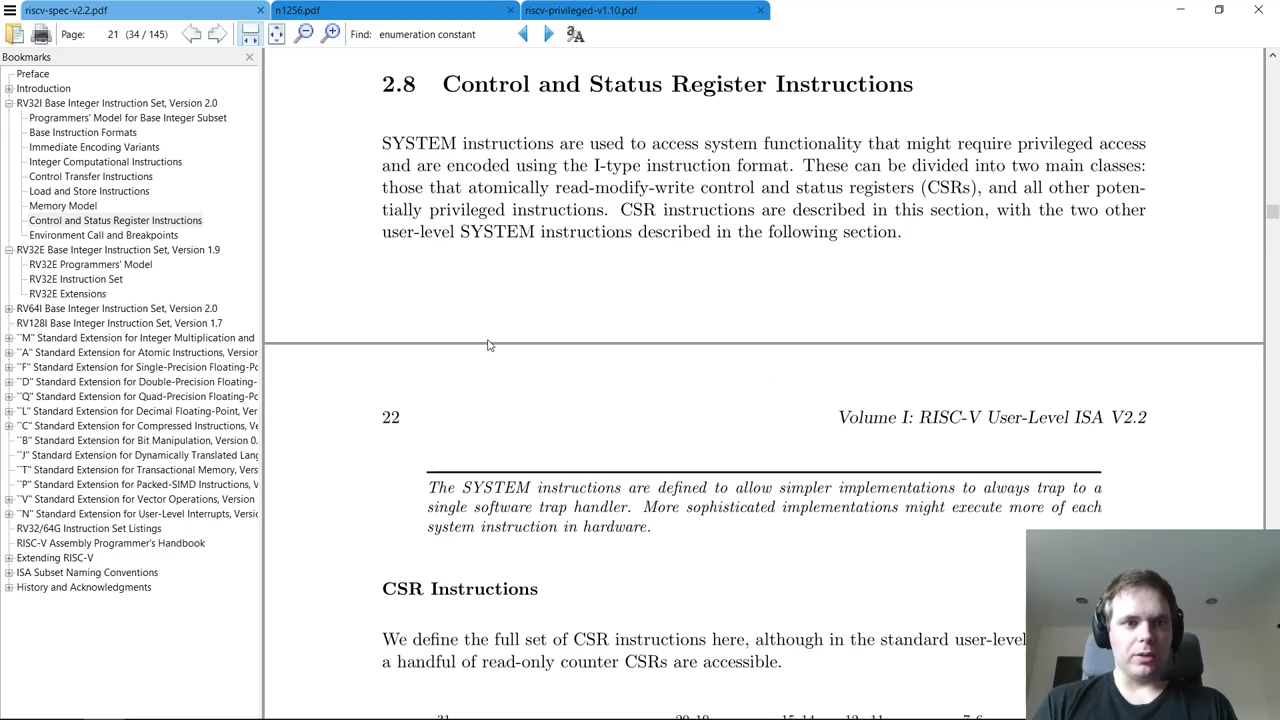 riscv-spec-v2.2.pdf
n1256.pdf
riscv-privileged-v1.10.pdf
Page: 21 (34 / 145)
Find: enumeration constant
Bookmarks
Preface
Introduction
RV32I Base Integer Instruction Set, Version 2.0
Programmers' Model for Base Integer Subset
Base Instruction Formats
Immediate Encoding Variants
Integer Computational Instructions
Control Transfer Instructions
Load and Store Instructions
Memory Model
Control and Status Register Instructions
Environment Call and Breakpoints
RV32E Base Integer Instruction Set, Version 1.9
RV32E Programmers' Model
RV32E Instruction Set
RV32E Extensions
RV64I Base Integer Instruction Set, Version 2.0
RV128I Base Integer Instruction Set, Version 1.7
``M'' Standard Extension for Integer Multiplication and
``A'' Standard Extension for Atomic Instructions, Version
``F'' Standard Extension for Single-Precision Floating-Po
``D'' Standard Extension for Double-Precision Floating-
``Q'' Standard Extension for Quad-Precision Floating-Po
``L'' Standard Extension for Decimal Floating-Point, Ver
``C'' Standard Extension for Compressed Instructions, Ve
``B'' Standard Extension for Bit Manipulation, Version 0.
``J'' Standard Extension for Dynamically Translated Lang
``T'' Standard Extension for Transactional Memory, Vers
``P'' Standard Extension for Packed-SIMD Instructions, V
``V'' Standard Extension for Vector Operations, Version
``N'' Standard Extension for User-Level Interrupts, Versio
RV32/64G Instruction Set Listings
RISC-V Assembly Programmer's Handbook
Extending RISC-V
ISA Subset Naming Conventions
History and Acknowledgments
2.8 Control and Status Register Instructions
SYSTEM instructions are used to access system functionality that might require privileged access
and are encoded using the I-type instruction format. These can be divided into two main classes:
those that atomically read-modify-write control and status registers (CSRs), and all other poten-
tially privileged instructions. CSR instructions are described in this section, with the two other
user-level SYSTEM instructions described in the following section.
22 Volume I: RISC-V User-Level ISA V2.2
The SYSTEM instructions are defined to allow simpler implementations to always trap to a
single software trap handler. More sophisticated implementations might execute more of each
system instruction in hardware.
CSR Instructions
We define the full set of CSR instructions here, although in the standard user-level
a handful of read-only counter CSRs are accessible.
31 20 19 15 14 12 11 7 6